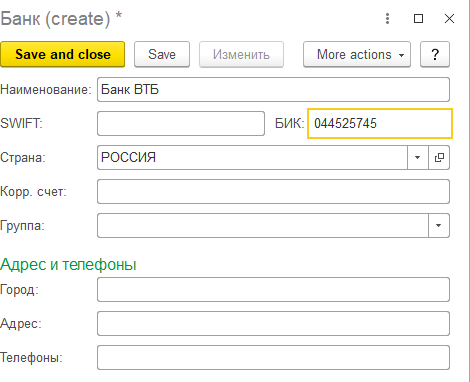 Банк (create) *
Save and close Save Изменить More actions ?
Наименование: Банк ВТБ
SWIFT: БИК: 044525745
Страна: РОССИЯ
Корр. счет:
Группа:
Адрес и телефоны
Город:
Адрес:
Телефоны: